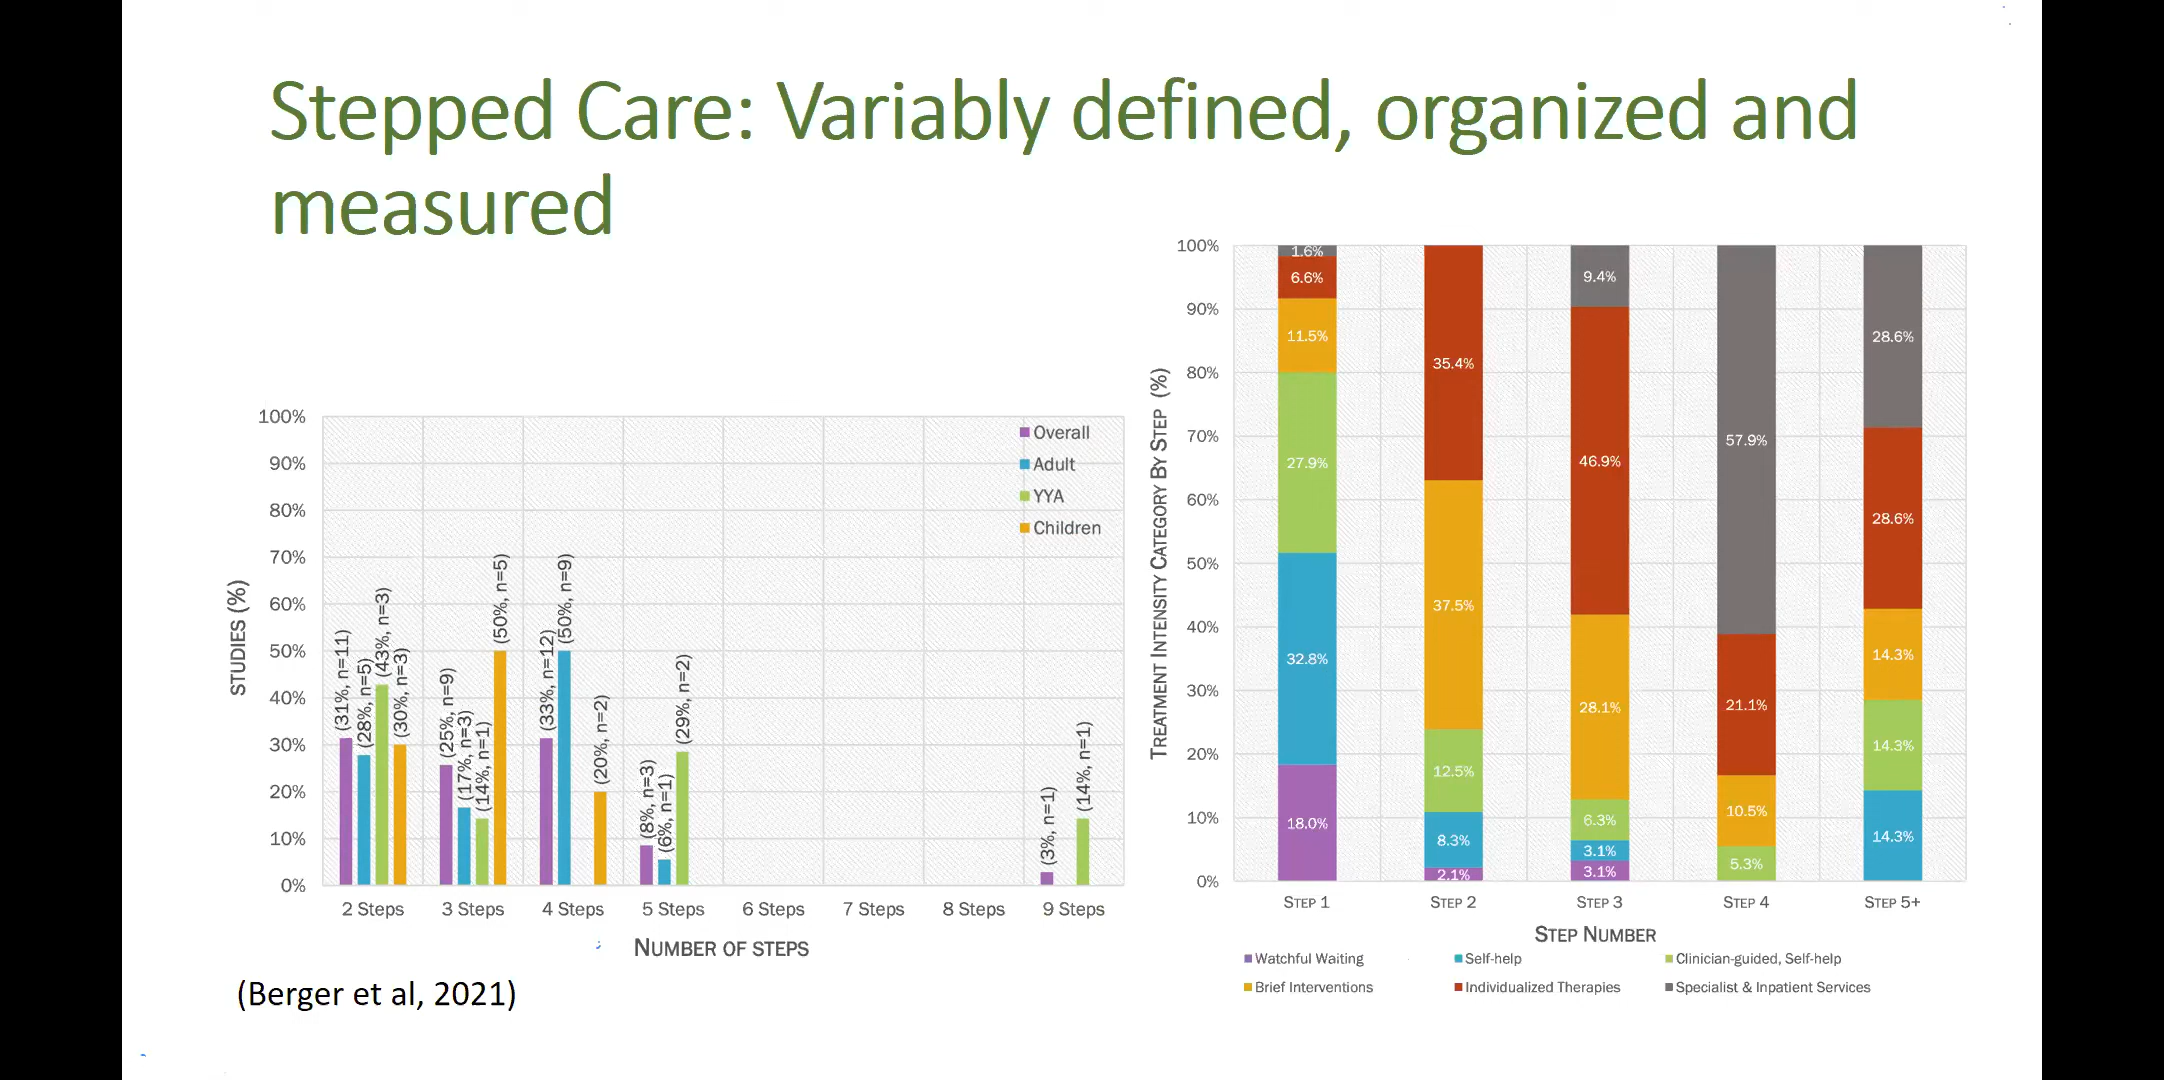 Stepped Care: Variably defined, organized and
measured
100%
90%
80%
70%
60%
50%
40%
30%
20%
10%
0%
STUDIES (%)
Overall
Adult
YYA
Children
(31%, n=11)
(28%, n=5)
(43%, n=3)
(30%, n=3)
(25%, n=9)
(17%, n=3)
(14%, n=1)
(50%, n=5)
(33%, n=12)
(50%, n=9)
(20%, n=2)
(8%, n=3)
(6%, n=1)
(29%, n=2)
(3%, n=1)
(14%, n=1)
2 Steps
3 Steps
4 Steps
5 Steps
6 Steps
7 Steps
8 Steps
9 Steps
NUMBER OF STEPS
(Berger et al, 2021)
100%
90%
80%
70%
60%
50%
40%
30%
20%
10%
0%
TREATMENT INTENSITY CATEGORY BY STEP (%)
1.6%
6.6%
11.5%
27.9%
32.8%
18.0%
35.4%
37.5%
12.5%
8.3%
2.1%
9.4%
46.9%
28.1%
6.3%
3.1%
3.1%
57.9%
21.1%
10.5%
5.3%
28.6%
28.6%
14.3%
14.3%
14.3%
STEP 1
STEP 2
STEP 3
STEP 4
STEP 5+
STEP NUMBER
Watchful Waiting
Self-help
Clinician-guided, Self-help
Brief Interventions
Individualized Therapies
Specialist & Inpatient Services